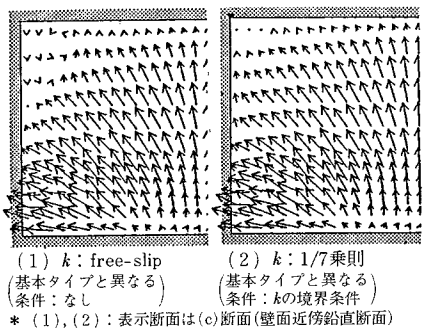 (1) k：free-slip
(基本タイプと異なる
条件：なし)
(2) k：1/7乗則
(基本タイプと異なる
条件：kの境界条件)
* (1),(2)：表示断面は(c)断面(壁面近傍鉛直断面)